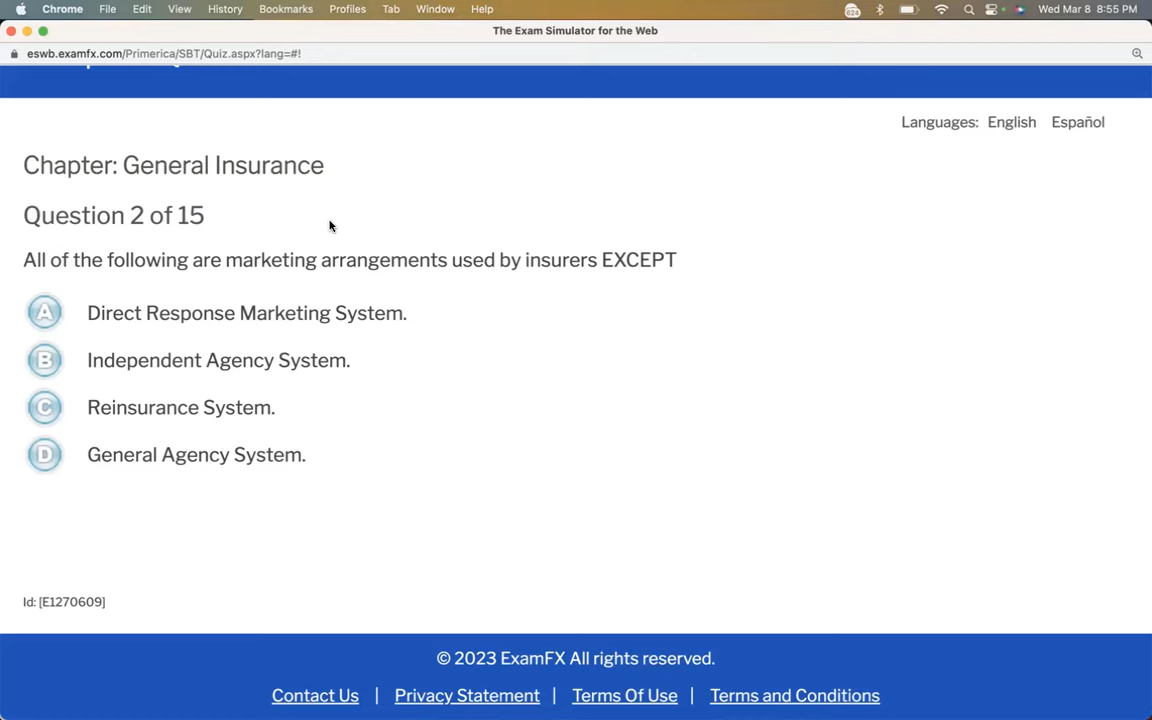 Chrome File Edit View History Bookmarks Profiles Tab Window Help Wed Mar 8 8:55 PM
The Exam Simulator for the Web
eswb.examfx.com/Primerica/SBT/Quiz.aspx?lang=#!
Languages: English Español
Chapter: General Insurance
Question 2 of 15
All of the following are marketing arrangements used by insurers EXCEPT
A Direct Response Marketing System.
B Independent Agency System.
C Reinsurance System.
D General Agency System.
Id: [E1270609]
© 2023 ExamFX All rights reserved.
Contact Us | Privacy Statement | Terms Of Use | Terms and Conditions